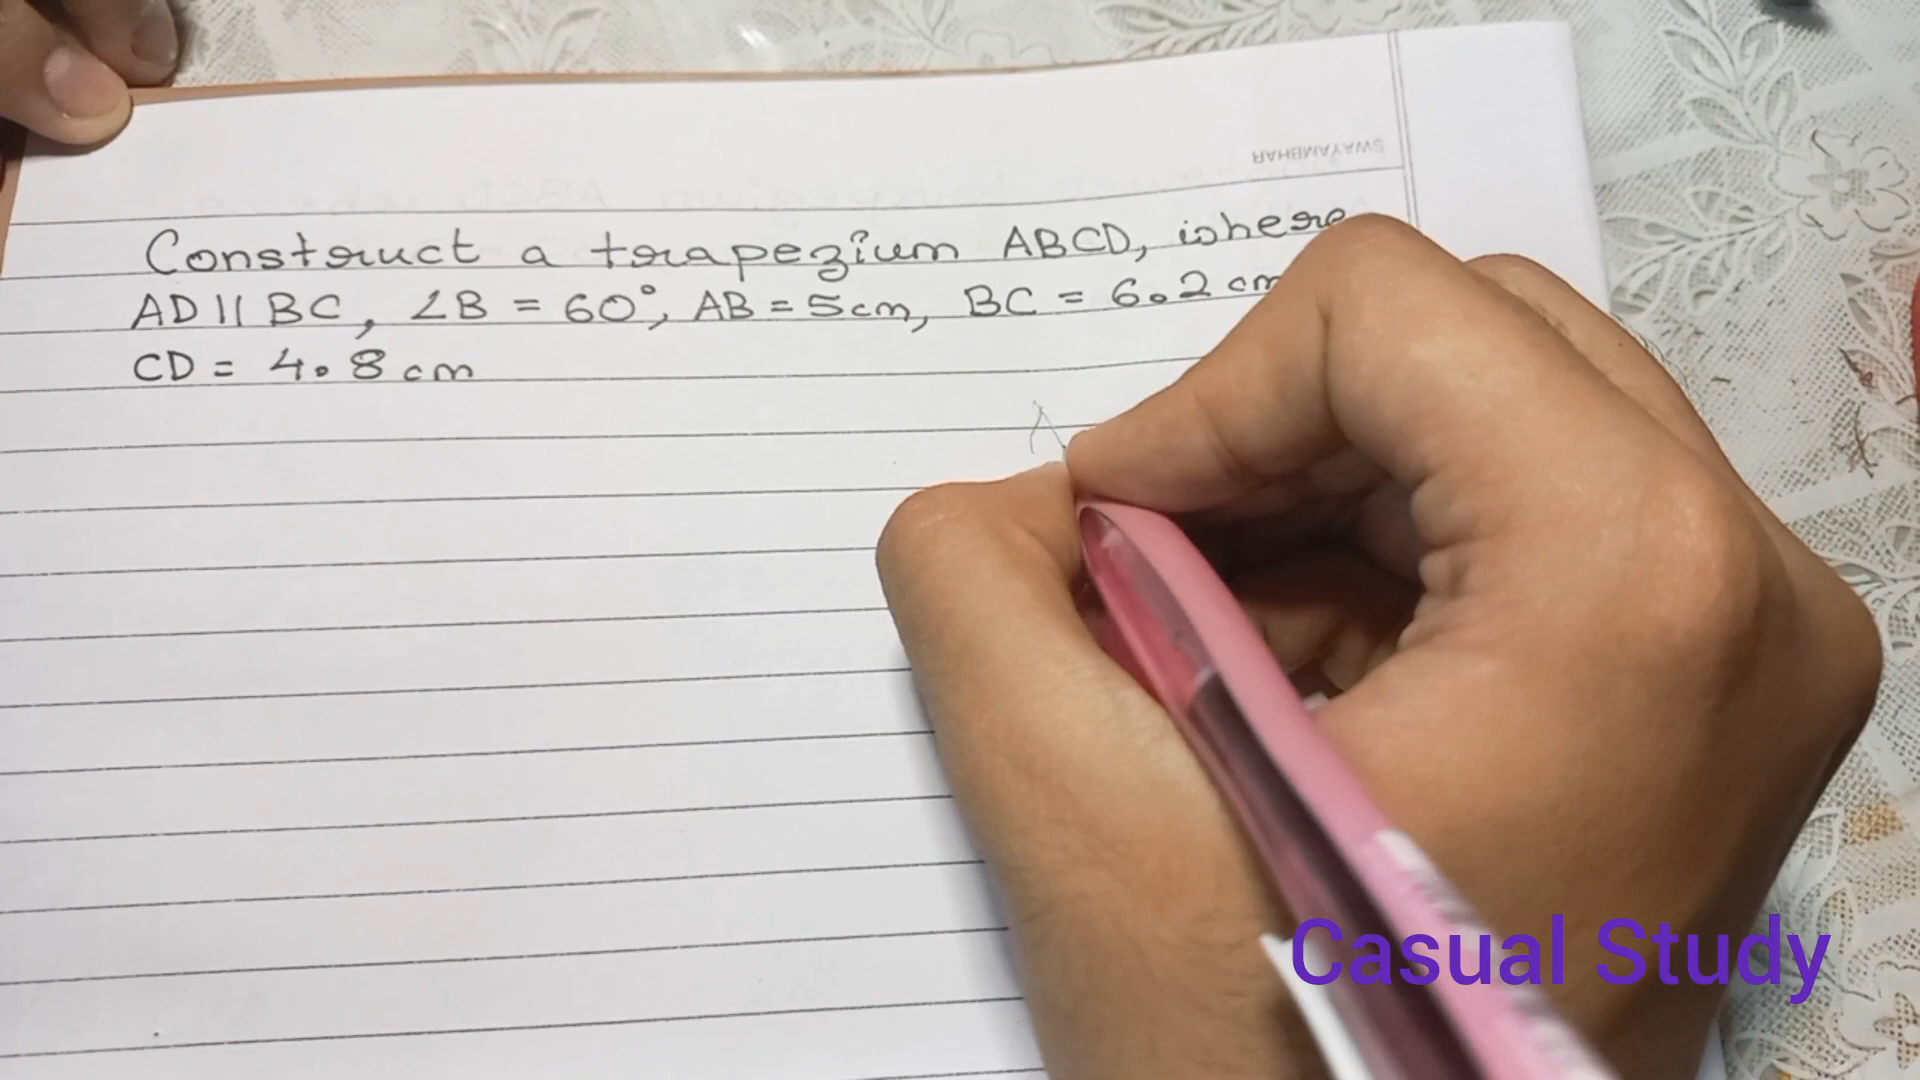 SWAYAMBHAR
Construct a trapezium ABCD, where
AD || BC, ∠B = 60°, AB = 5cm, BC = 6.2 cm
CD = 4.8 cm
A
Casual Study